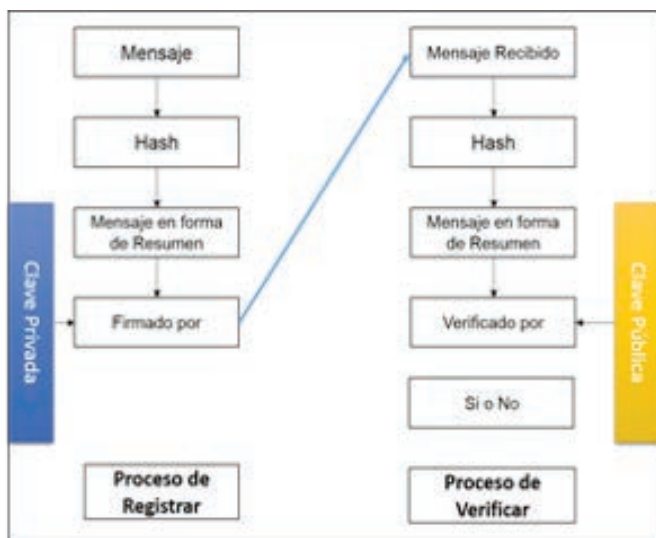 Mensaje
Hash
Mensaje en forma
de Resumen
Firmado por
Clave Privada
Proceso de
Registrar
Mensaje Recibido
Hash
Mensaje en forma
de Resumen
Verificado por
Clave Pública
Si o No
Proceso de
Verificar